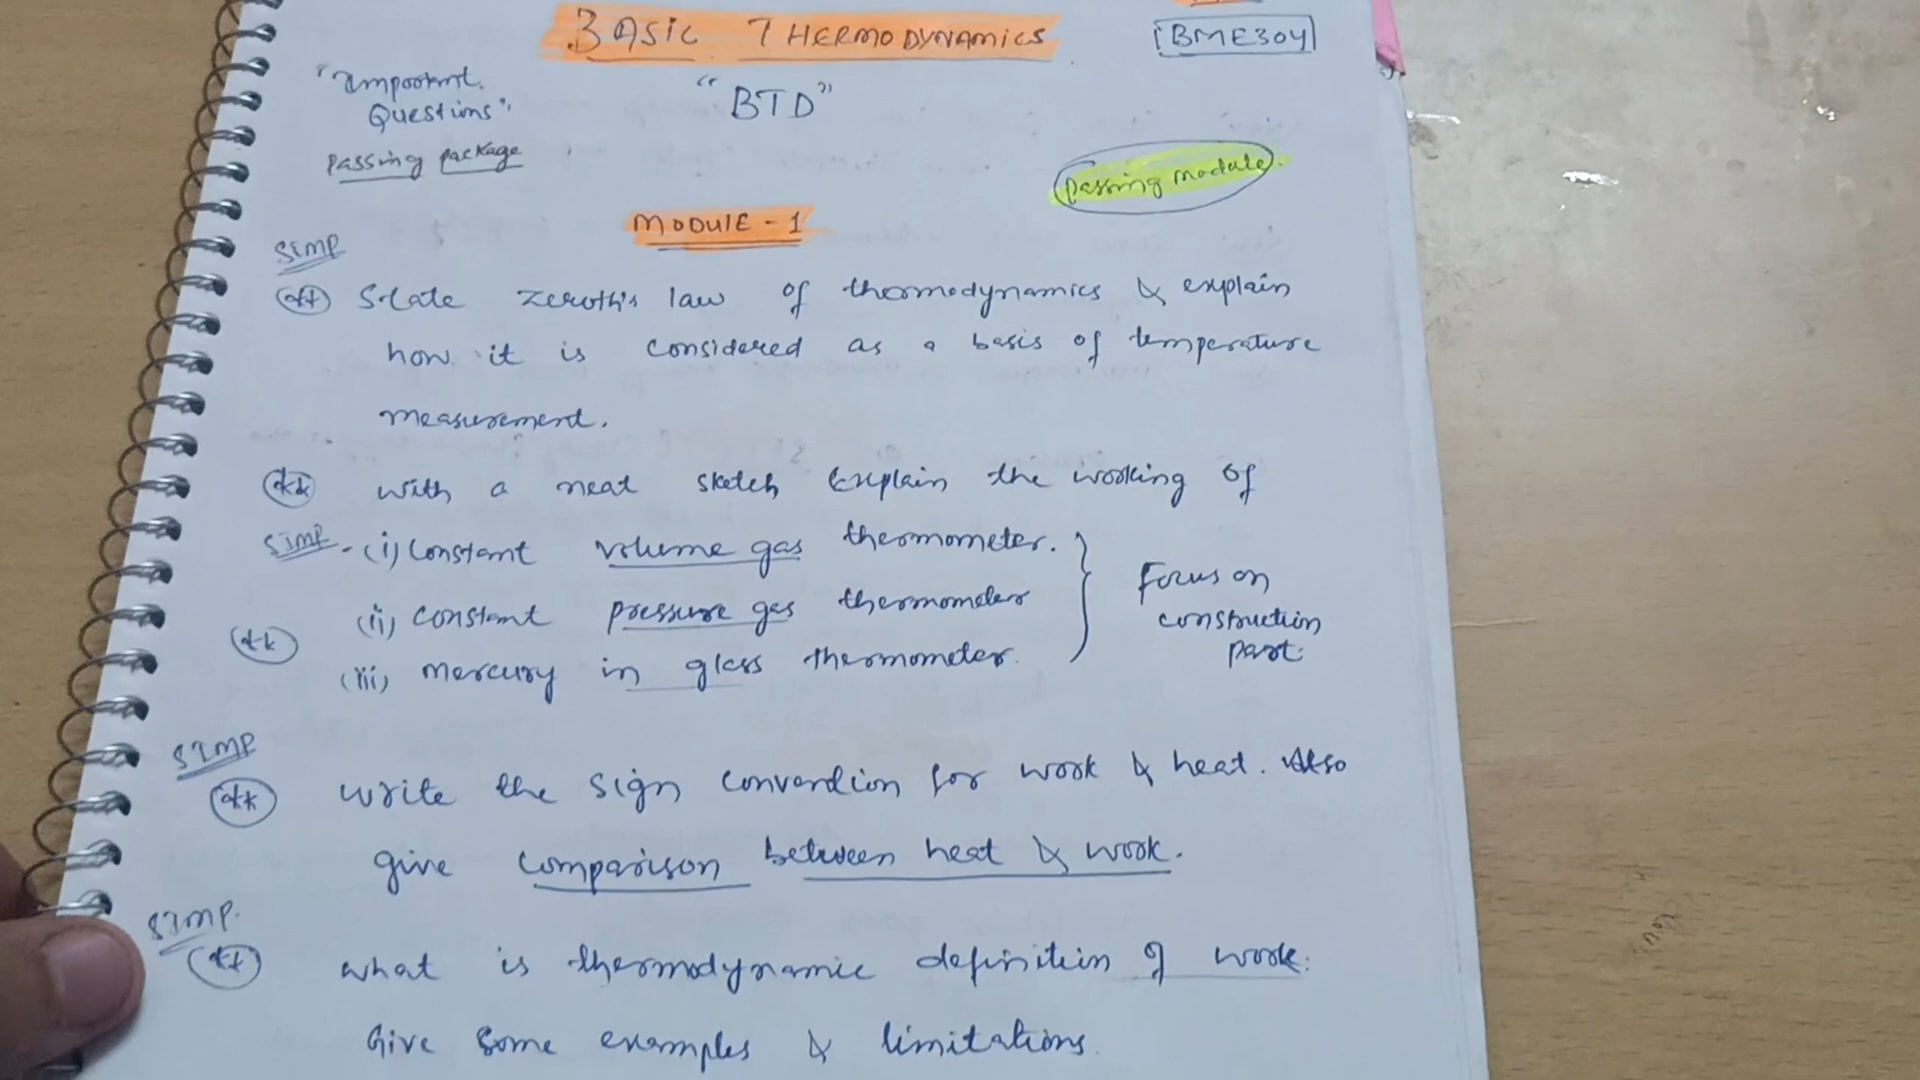 BASIC THERMODYNAMICS
BME304
"Important
Questions"
"BTD"
Passing package
Passing module.
MODULE - 1
SIMP
** State zeroth's law of thermodynamics & explain
how it is considered as a basis of temperature
measurement.
** with a neat sketch Explain the working of
SIMP - (i) Constant volume gas thermometer.
(ii) constant pressure gas thermometer
** (iii) mercury in glass thermometer.
Focus on
construction
part.
SIMP
** write the sign convention for work & heat. Also
give comparison between heat & work.
SIMP.
** what is thermodynamic definition of work.
Give some examples & limitations.